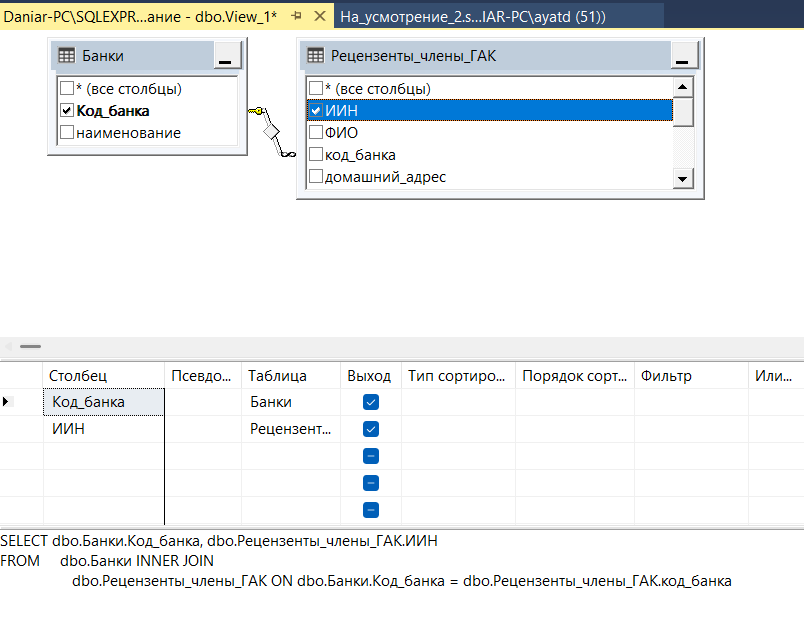 Daniar-PC\SQLEXPR...ание - dbo.View_1*
На_усмотрение_2.s...IAR-PC\ayatd (51))
Банки
* (все столбцы)
Код_банка
наименование
Рецензенты_члены_ГАК
* (все столбцы)
ИИН
ФИО
код_банка
домашний_адрес
Столбец Псевдо... Таблица Выход Тип сортиро... Порядок сорт... Фильтр Или...
Код_банка Банки
ИИН Рецензент...
SELECT dbo.Банки.Код_банка, dbo.Рецензенты_члены_ГАК.ИИН
FROM dbo.Банки INNER JOIN
dbo.Рецензенты_члены_ГАК ON dbo.Банки.Код_банка = dbo.Рецензенты_члены_ГАК.код_банка